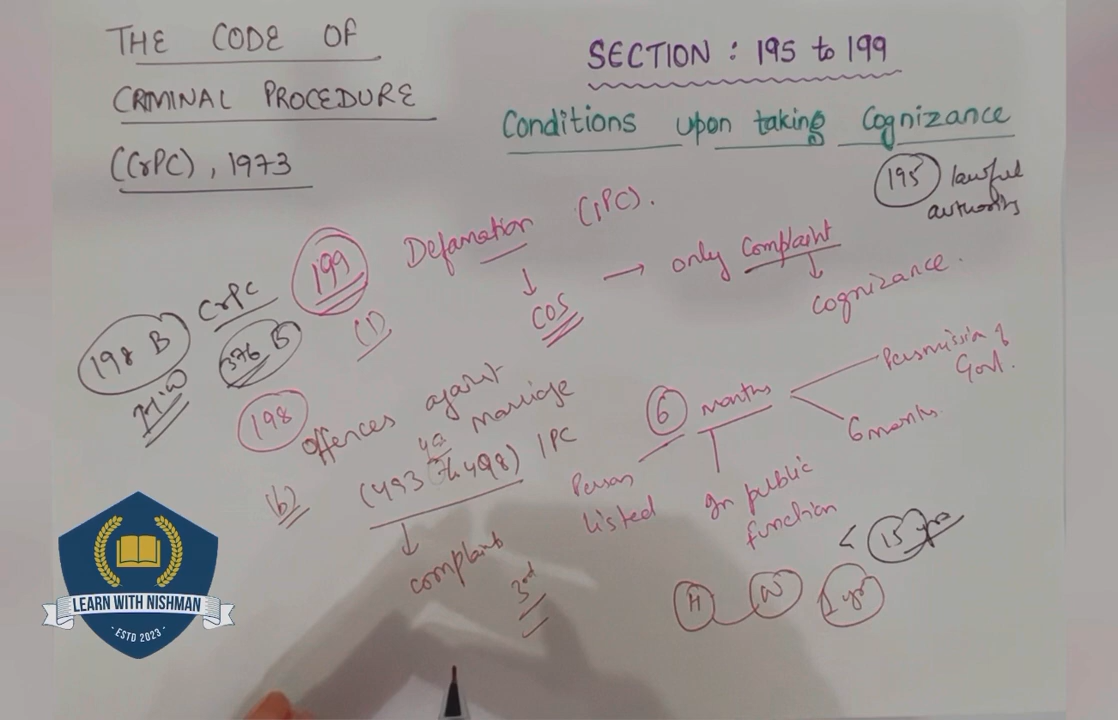 THE CODE OF
CRMINAL PROCEDURE
(CrPC), 1973
SECTION : 195 to 199
Conditions upon taking Cognizance
195 lawful
authority
199 Defamation (IPC).
(1)
COS
only Complaint
Cognizance.
198 B CrPC
376 B
H-W
198 offences against
marriage
(b) (493 to 498) IPC
complaint
3rd
6 months
Permission of
Govt.
6 months.
Person
listed
In public
function
< 15 yrs
H W 1 yr
LEARN WITH NISHMAN
· ESTD 2023 ·